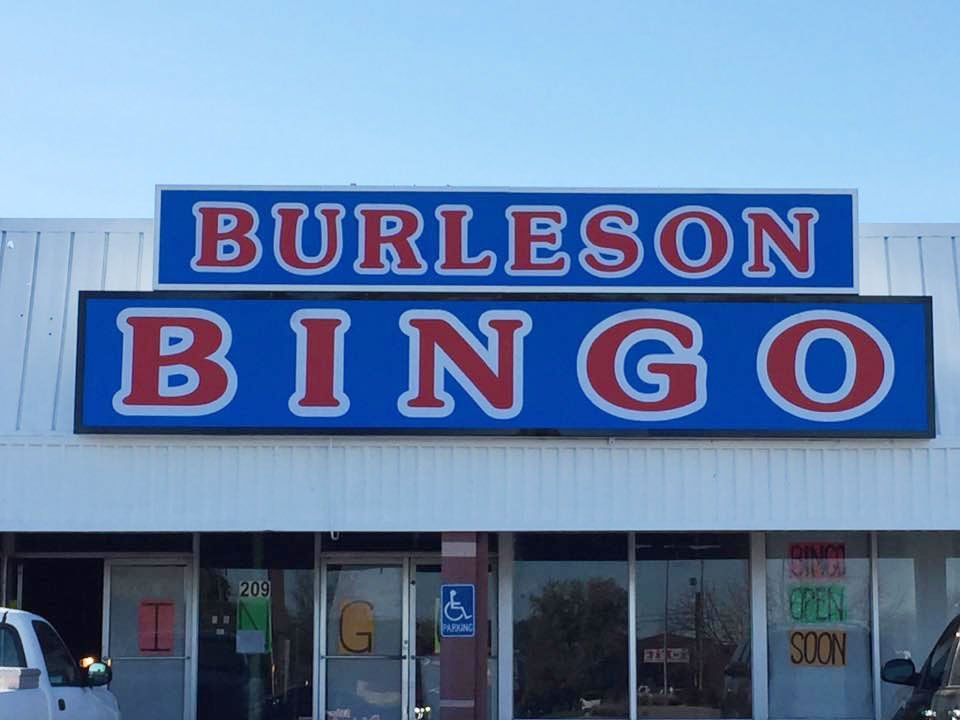 BURLESON
BINGO
209
I N G
PARKING
BINGO
OPEN
SOON